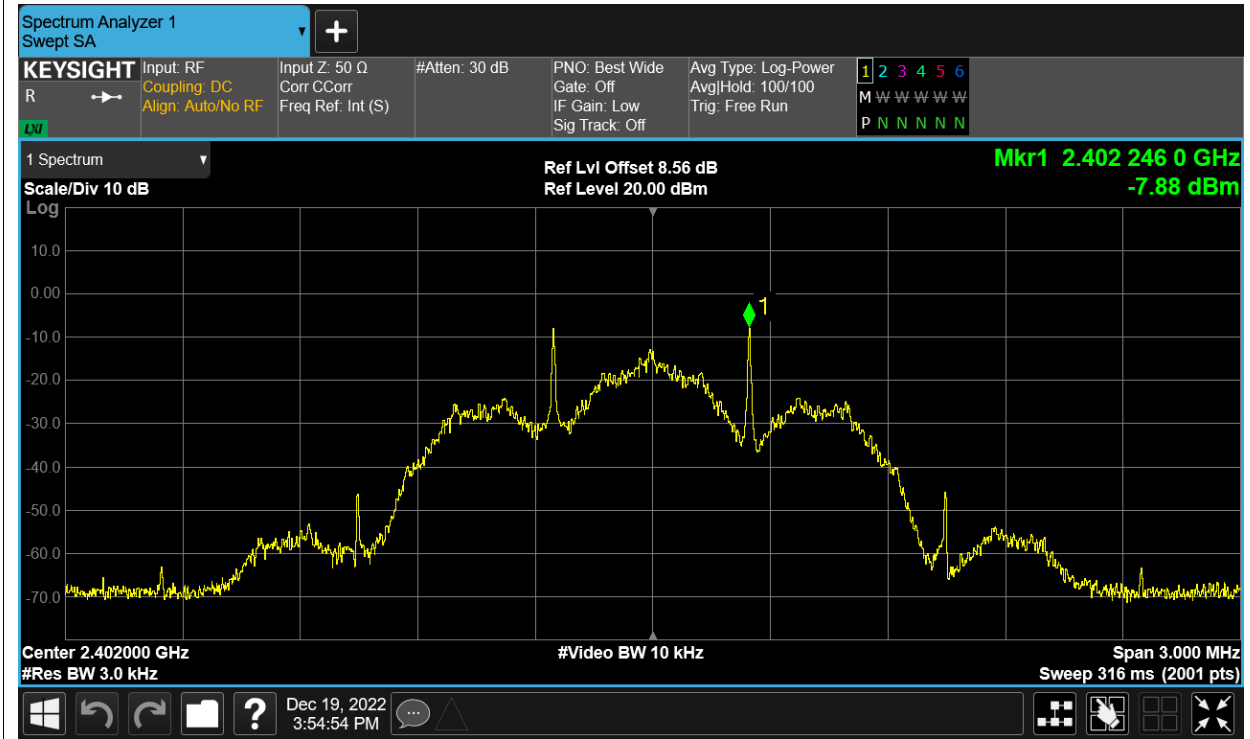 Spectrum Analyzer 1
Swept SA
KEYSIGHT
R
LXI
Input: RF
Coupling: DC
Align: Auto/No RF
Input Z: 50 Ω
Corr CCorr
Freq Ref: Int (S)
#Atten: 30 dB
PNO: Best Wide
Gate: Off
IF Gain: Low
Sig Track: Off
Avg Type: Log-Power
Avg|Hold: 100/100
Trig: Free Run
1 2 3 4 5 6
M W W W W W W
P N N N N N N
1 Spectrum
Scale/Div 10 dB
Log
Ref Lvl Offset 8.56 dB
Ref Level 20.00 dBm
Mkr1 2.402 246 0 GHz
-7.88 dBm
10.0
0.00
-10.0
-20.0
-30.0
-40.0
-50.0
-60.0
-70.0
1
Center 2.402000 GHz
#Video BW 10 kHz
Span 3.000 MHz
#Res BW 3.0 kHz
Sweep 316 ms (2001 pts)
?
Dec 19, 2022
3:54:54 PM